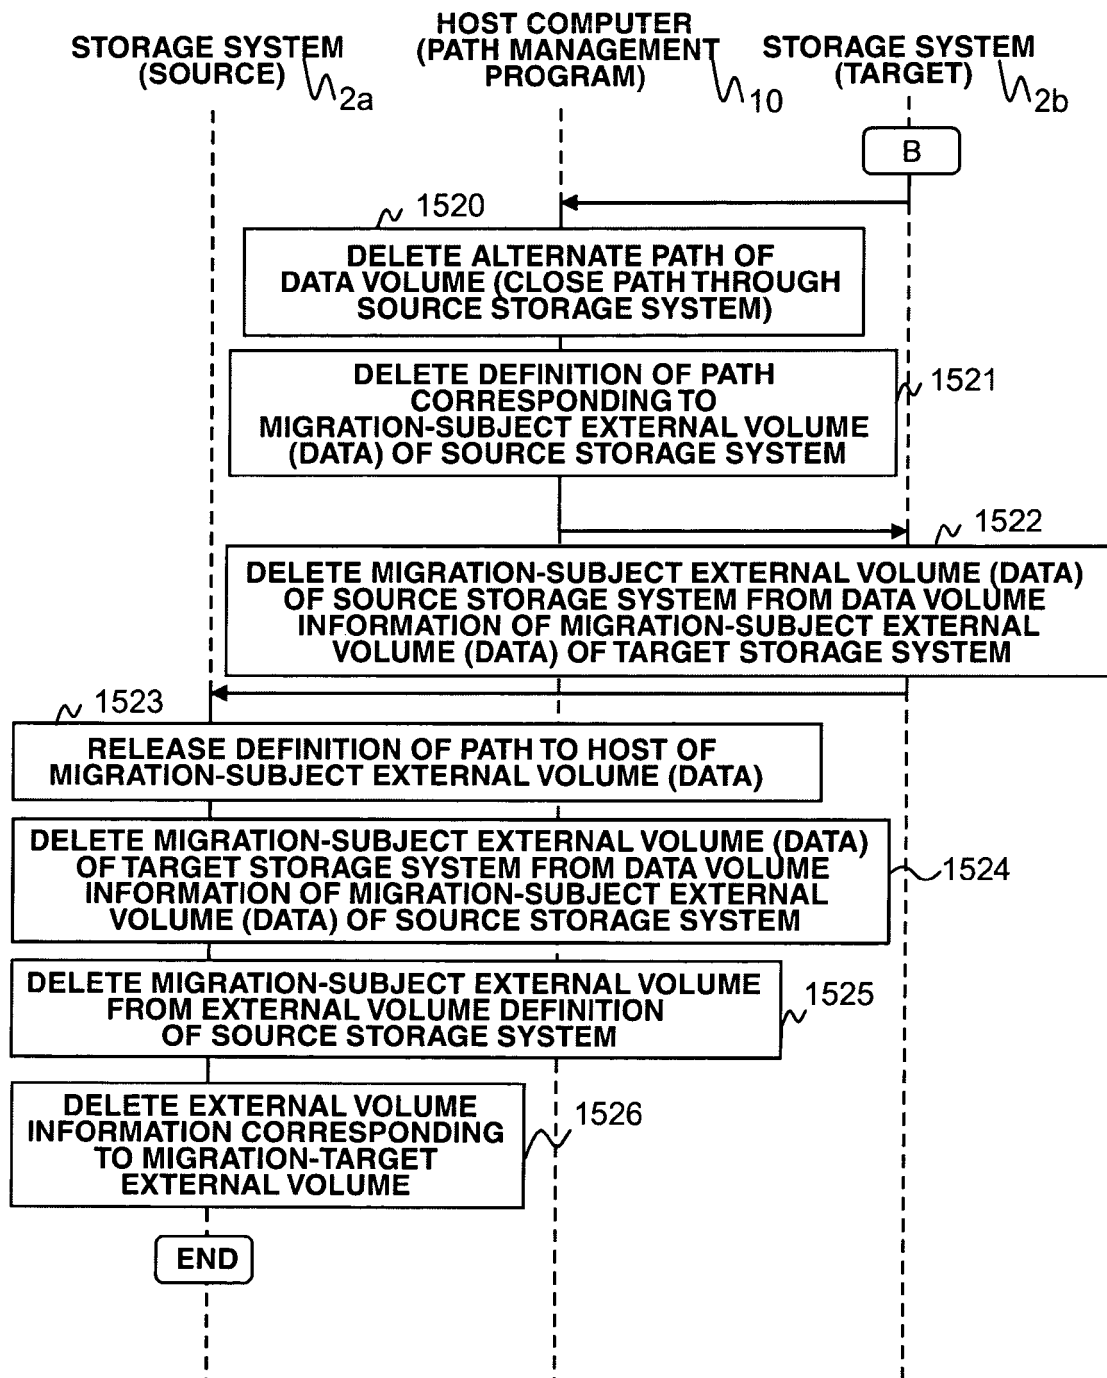 STORAGE SYSTEM
(SOURCE)
2a
HOST COMPUTER
(PATH MANAGEMENT
PROGRAM)
10
STORAGE SYSTEM
(TARGET)
2b
B
1520
DELETE ALTERNATE PATH OF
DATA VOLUME (CLOSE PATH THROUGH
SOURCE STORAGE SYSTEM)
1521
DELETE DEFINITION OF PATH
CORRESPONDING TO
MIGRATION-SUBJECT EXTERNAL VOLUME
(DATA) OF SOURCE STORAGE SYSTEM
1522
DELETE MIGRATION-SUBJECT EXTERNAL VOLUME (DATA)
OF SOURCE STORAGE SYSTEM FROM DATA VOLUME
INFORMATION OF MIGRATION-SUBJECT EXTERNAL
VOLUME (DATA) OF TARGET STORAGE SYSTEM
1523
RELEASE DEFINITION OF PATH TO HOST OF
MIGRATION-SUBJECT EXTERNAL VOLUME (DATA)
DELETE MIGRATION-SUBJECT EXTERNAL VOLUME (DATA)
OF TARGET STORAGE SYSTEM FROM DATA VOLUME
INFORMATION OF MIGRATION-SUBJECT EXTERNAL
VOLUME (DATA) OF SOURCE STORAGE SYSTEM
1524
DELETE MIGRATION-SUBJECT EXTERNAL VOLUME
FROM EXTERNAL VOLUME DEFINITION
OF SOURCE STORAGE SYSTEM
1525
DELETE EXTERNAL VOLUME
INFORMATION CORRESPONDING
TO MIGRATION-TARGET
EXTERNAL VOLUME
1526
END